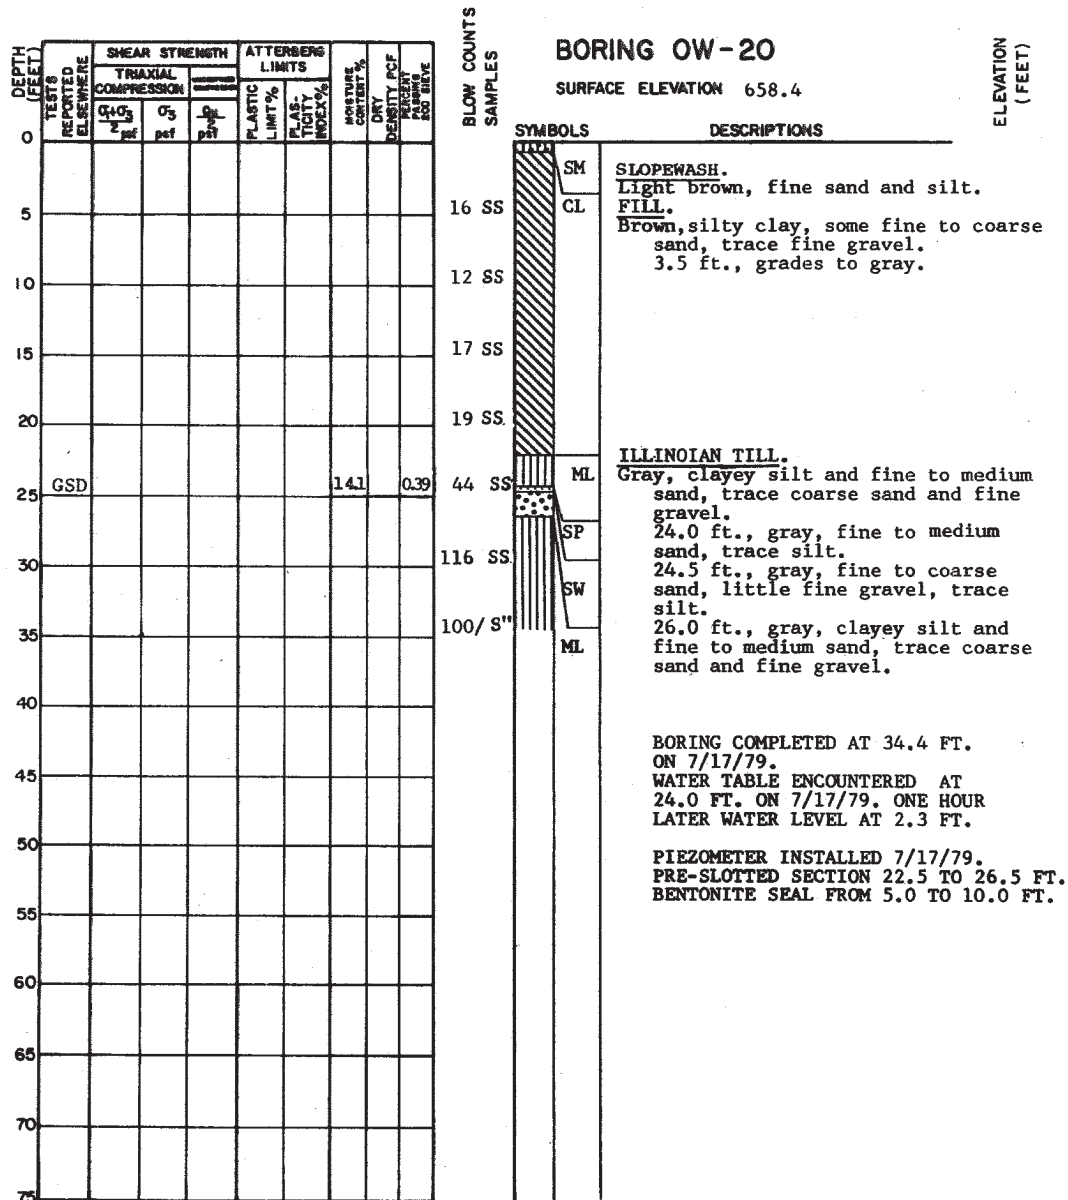 BORING OW-20
SURFACE ELEVATION 658.4
ELEVATION
(FEET)
DEPTH
(FEET)
TESTS
REPORTED
ELSEWHERE
SHEAR STRENGTH
TRIAXIAL
COMPRESSION
σ₁+σ₃
2
psf
σ₃
psf
psf
ATTERBERG
LIMITS
PLASTIC
LIMIT %
PLAS-
TICITY
INDEX%
MOISTURE
CONTENT %
DRY
DENSITY PCF
PERCENT
PASSING
200 SIEVE
BLOW COUNTS
SAMPLES
SYMBOLS
DESCRIPTIONS
0
SM
SLOPEWASH.
Light brown, fine sand and silt.
5
16 SS
CL
FILL.
Brown, silty clay, some fine to coarse
sand, trace fine gravel.
3.5 ft., grades to gray.
10
12 SS
15
17 SS
20
19 SS
ILLINOIAN TILL.
25
GSD
14.1
0.39
44 SS
ML
Gray, clayey silt and fine to medium
sand, trace coarse sand and fine
gravel.
SP
24.0 ft., gray, fine to medium
sand, trace silt.
30
116 SS
SW
24.5 ft., gray, fine to coarse
sand, little fine gravel, trace
silt.
35
100/ S"
ML
26.0 ft., gray, clayey silt and
fine to medium sand, trace coarse
sand and fine gravel.
40
BORING COMPLETED AT 34.4 FT.
ON 7/17/79.
45
WATER TABLE ENCOUNTERED AT
24.0 FT. ON 7/17/79. ONE HOUR
LATER WATER LEVEL AT 2.3 FT.
50
PIEZOMETER INSTALLED 7/17/79.
PRE-SLOTTED SECTION 22.5 TO 26.5 FT.
BENTONITE SEAL FROM 5.0 TO 10.0 FT.
55
60
65
70
75